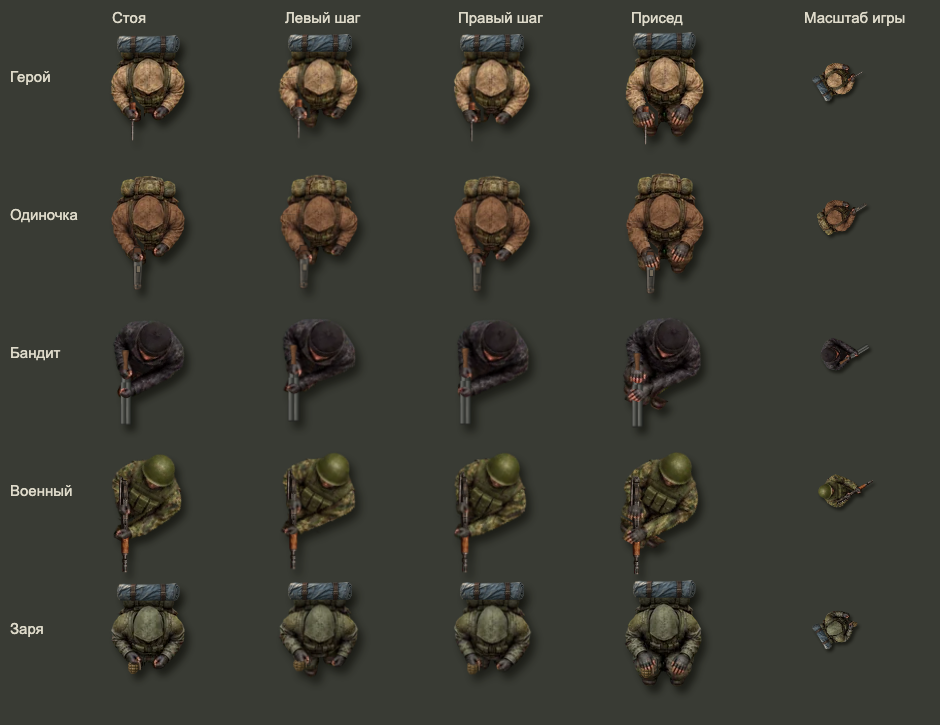 Стоя Левый шаг Правый шаг Присед Масштаб игры
Герой
Одиночка
Бандит
Военный
Заря